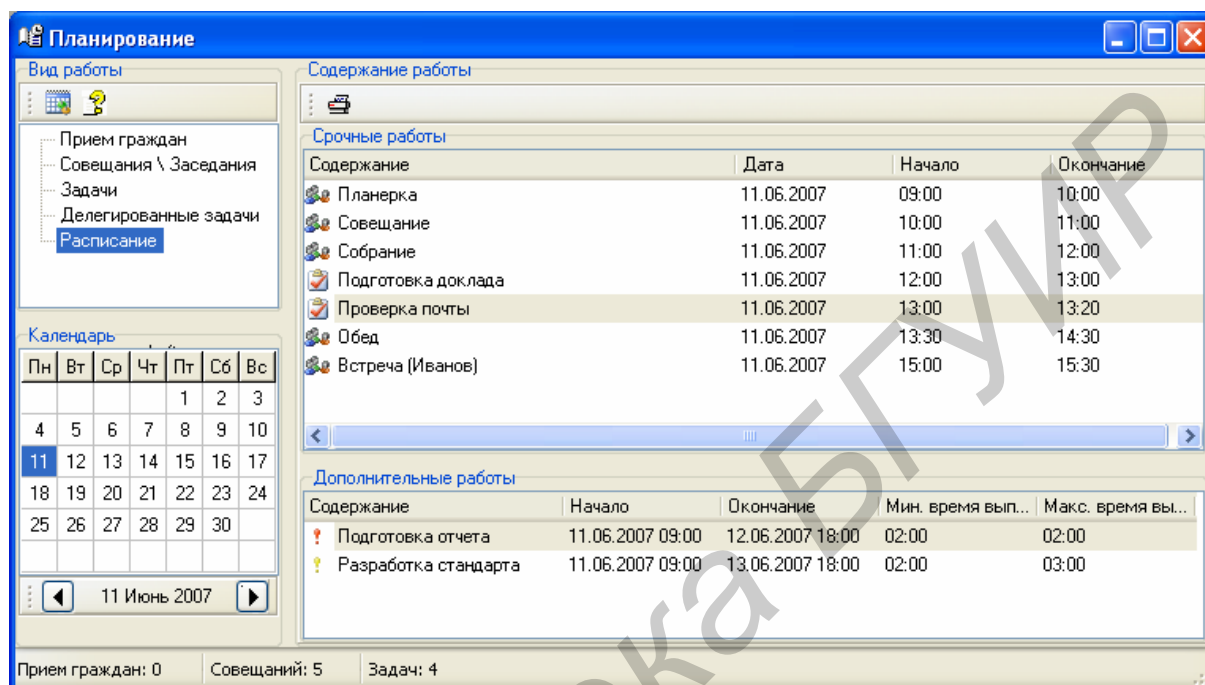 Планирование
Вид работы
Прием граждан
Совещания \ Заседания
Задачи
Делегированные задачи
Расписание
Календарь
Пн Вт Ср Чт Пт Сб Вс
1 2 3
4 5 6 7 8 9 10
11 12 13 14 15 16 17
18 19 20 21 22 23 24
25 26 27 28 29 30
11 Июнь 2007
Содержание работы
Срочные работы
Содержание Дата Начало Окончание
Планерка 11.06.2007 09:00 10:00
Совещание 11.06.2007 10:00 11:00
Собрание 11.06.2007 11:00 12:00
Подготовка доклада 11.06.2007 12:00 13:00
Проверка почты 11.06.2007 13:00 13:20
Обед 11.06.2007 13:30 14:30
Встреча (Иванов) 11.06.2007 15:00 15:30
Дополнительные работы
Содержание Начало Окончание Мин. время вып... Макс. время вы...
Подготовка отчета 11.06.2007 09:00 12.06.2007 18:00 02:00 02:00
Разработка стандарта 11.06.2007 09:00 13.06.2007 18:00 02:00 03:00
Прием граждан: 0 Совещаний: 5 Задач: 4
БГУИР